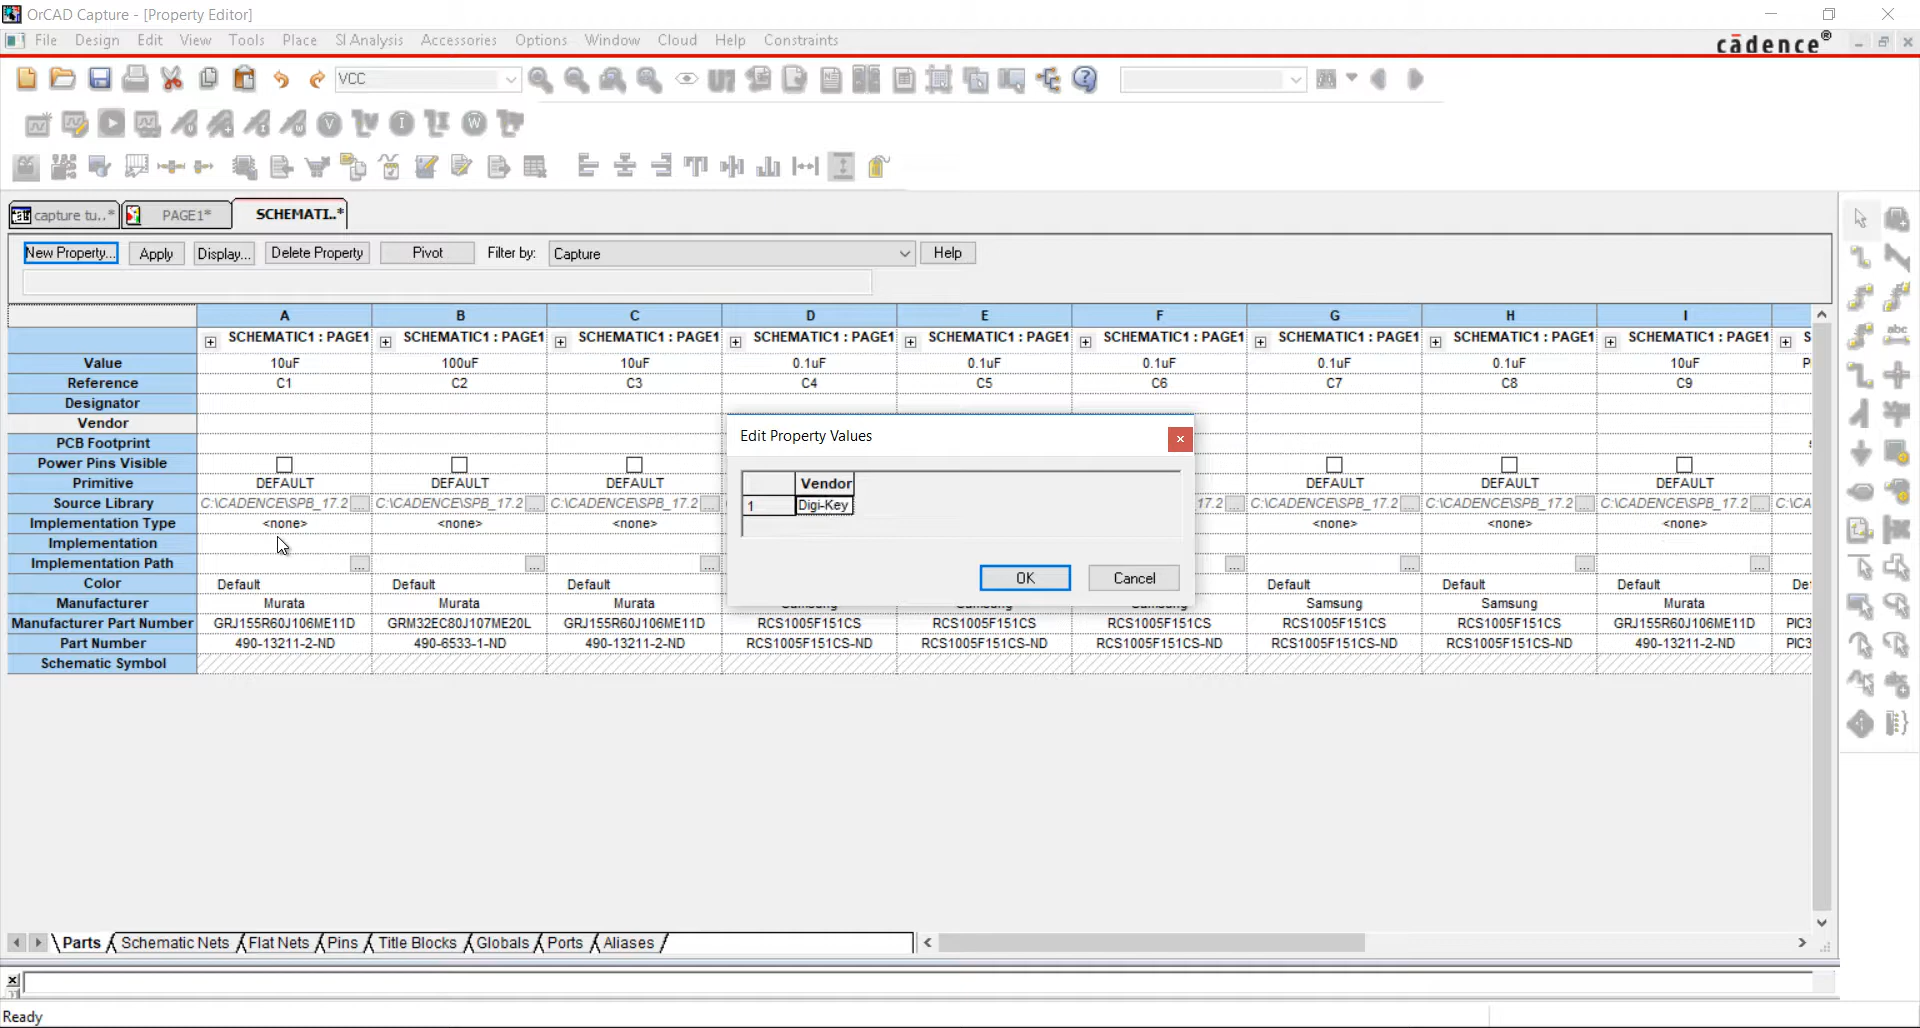 OrCAD Capture - [Property Editor]
File Design Edit View Tools Place SI Analysis Accessories Options Window Cloud Help Constraints
cādence®
VCC
capture tu..* PAGE1* SCHEMATI..*
New Property... Apply Display... Delete Property Pivot Filter by: Capture Help
A B C D E F G H I
SCHEMATIC1 : PAGE1 SCHEMATIC1 : PAGE1 SCHEMATIC1 : PAGE1 SCHEMATIC1 : PAGE1 SCHEMATIC1 : PAGE1 SCHEMATIC1 : PAGE1 SCHEMATIC1 : PAGE1 SCHEMATIC1 : PAGE1 SCHEMATIC1 : PAGE1 S
Value 10uF 100uF 10uF 0.1uF 0.1uF 0.1uF 0.1uF 0.1uF 10uF P
Reference C1 C2 C3 C4 C5 C6 C7 C8 C9
Designator
Vendor
PCB Footprint
Power Pins Visible
Primitive DEFAULT DEFAULT DEFAULT DEFAULT DEFAULT DEFAULT
Source Library C:\CADENCE\SPB_17.2 ... C:\CADENCE\SPB_17.2 ... C:\CADENCE\SPB_17.2 ... 17.2 ... C:\CADENCE\SPB_17.2 ... C:\CADENCE\SPB_17.2 ... C:\CADENCE\SPB_17.2 ... C:\CA
Implementation Type <none> <none> <none> <none> <none> <none>
Implementation
Implementation Path ... ... ... ... ... ... ...
Color Default Default Default Default Default Default De
Manufacturer Murata Murata Murata Samsung Samsung Samsung Samsung Samsung Murata
Manufacturer Part Number GRJ155R60J106ME11D GRM32EC80J107ME20L GRJ155R60J106ME11D RCS1005F151CS RCS1005F151CS RCS1005F151CS RCS1005F151CS RCS1005F151CS GRJ155R60J106ME11D PIC3
Part Number 490-13211-2-ND 490-6533-1-ND 490-13211-2-ND RCS1005F151CS-ND RCS1005F151CS-ND RCS1005F151CS-ND RCS1005F151CS-ND RCS1005F151CS-ND 490-13211-2-ND PIC3
Schematic Symbol
Edit Property Values
Vendor
1 Digi-Key
OK Cancel
Parts Schematic Nets Flat Nets Pins Title Blocks Globals Ports Aliases
Ready